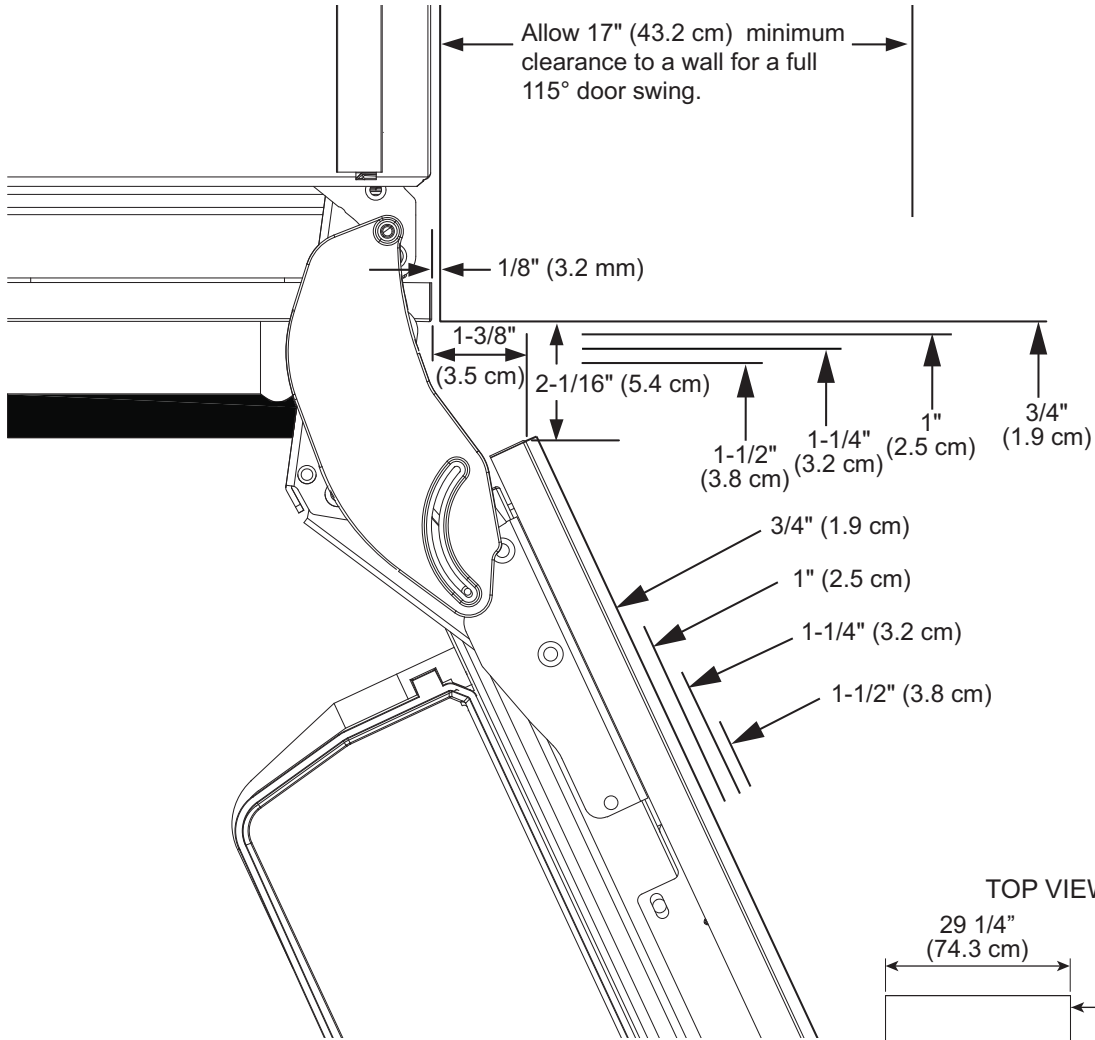 Allow 17" (43.2 cm) minimum
clearance to a wall for a full
115° door swing.
1/8" (3.2 mm)
1-3/8"
(3.5 cm)
2-1/16" (5.4 cm)
1-1/2"
(3.8 cm)
1-1/4"
(3.2 cm)
1"
(2.5 cm)
3/4"
(1.9 cm)
3/4" (1.9 cm)
1" (2.5 cm)
1-1/4" (3.2 cm)
1-1/2" (3.8 cm)
TOP VIEW
29 1/4”
(74.3 cm)